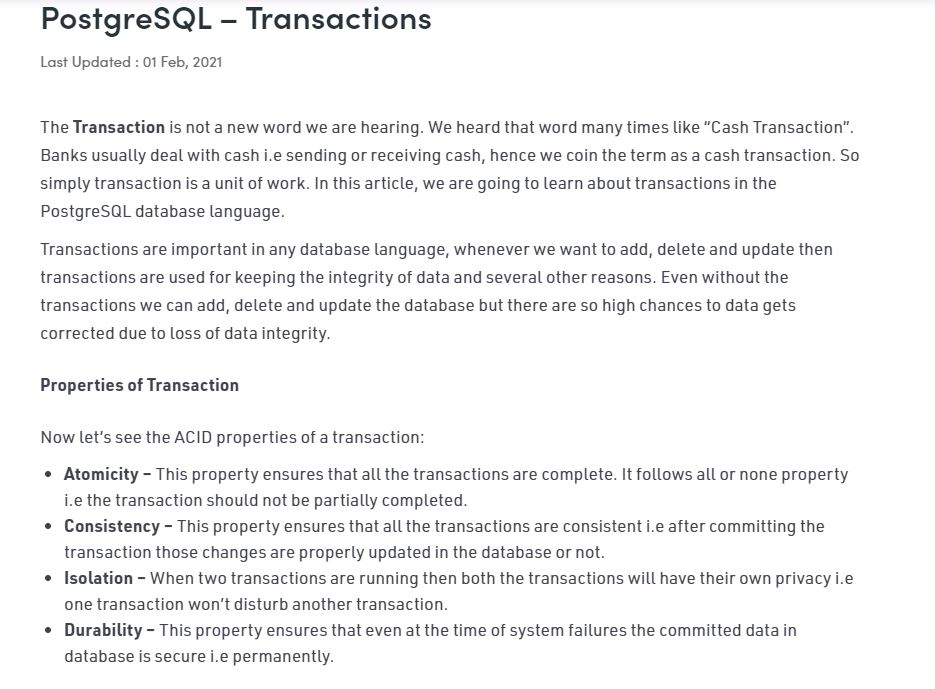 PostgreSQL – Transactions
Last Updated : 01 Feb, 2021
The Transaction is not a new word we are hearing. We heard that word many times like “Cash Transaction”.
Banks usually deal with cash i.e sending or receiving cash, hence we coin the term as a cash transaction. So
simply transaction is a unit of work. In this article, we are going to learn about transactions in the
PostgreSQL database language.
Transactions are important in any database language, whenever we want to add, delete and update then
transactions are used for keeping the integrity of data and several other reasons. Even without the
transactions we can add, delete and update the database but there are so high chances to data gets
corrected due to loss of data integrity.
Properties of Transaction
Now let’s see the ACID properties of a transaction:
• Atomicity – This property ensures that all the transactions are complete. It follows all or none property
i.e the transaction should not be partially completed.
• Consistency – This property ensures that all the transactions are consistent i.e after committing the
transaction those changes are properly updated in the database or not.
• Isolation – When two transactions are running then both the transactions will have their own privacy i.e
one transaction won’t disturb another transaction.
• Durability – This property ensures that even at the time of system failures the committed data in
database is secure i.e permanently.